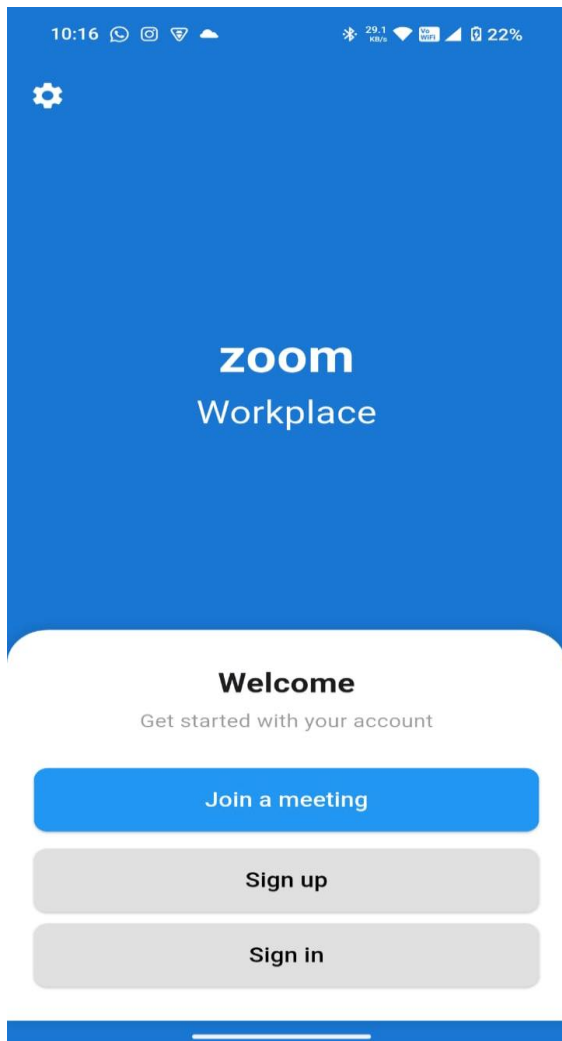 10:16 29.1 KB/s Vo WiFi 22%
zoom
Workplace
Welcome
Get started with your account
Join a meeting
Sign up
Sign in